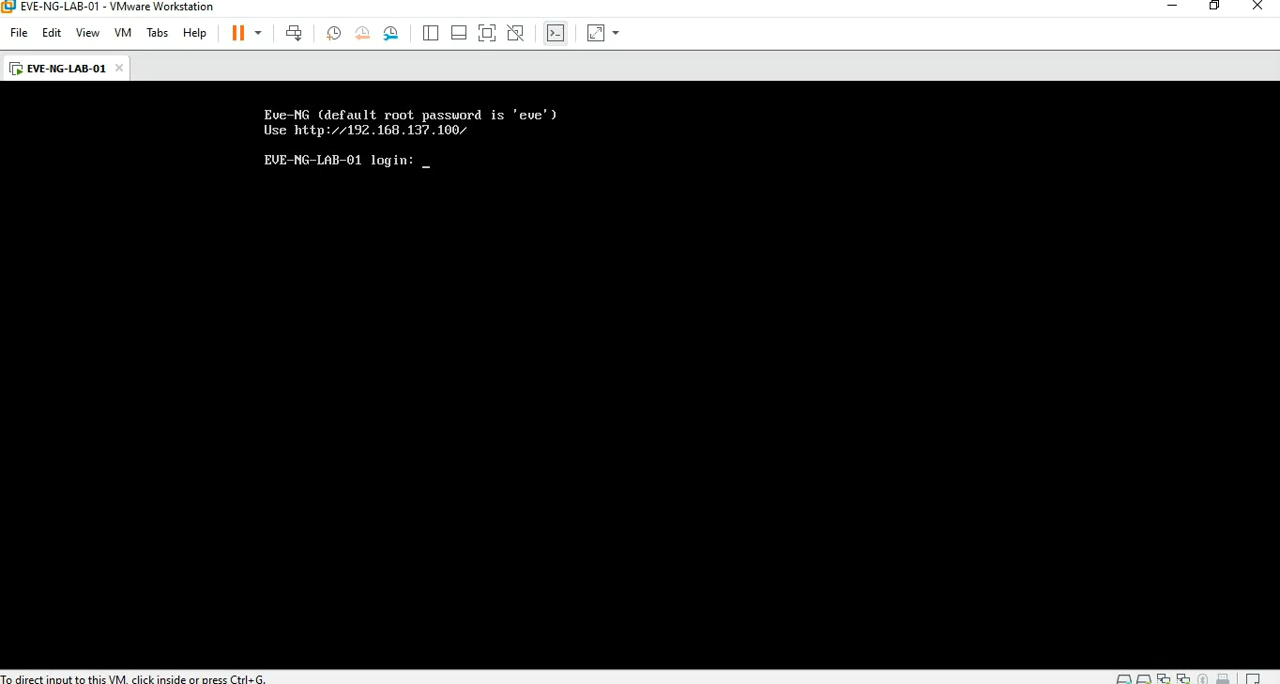 EVE-NG-LAB-01 - VMware Workstation
File Edit View VM Tabs Help
EVE-NG-LAB-01
Eve-NG (default root password is 'eve')
Use http://192.168.137.100/
EVE-NG-LAB-01 login: _
To direct input to this VM, click inside or press Ctrl+G.